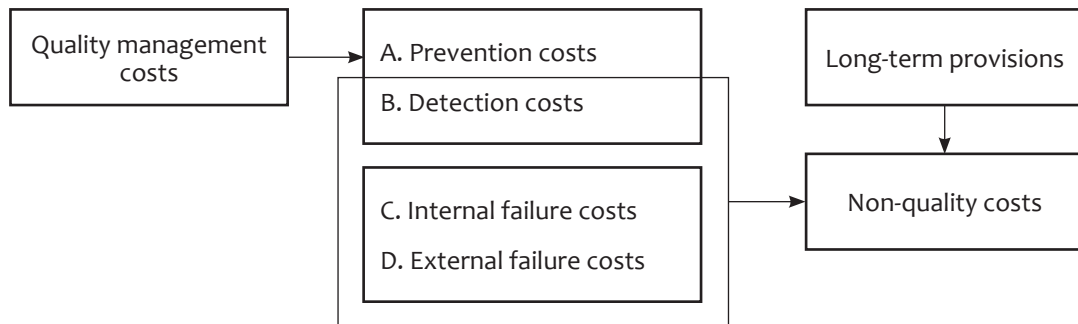 Quality management
costs
A. Prevention costs
B. Detection costs
C. Internal failure costs
D. External failure costs
Long-term provisions
Non-quality costs